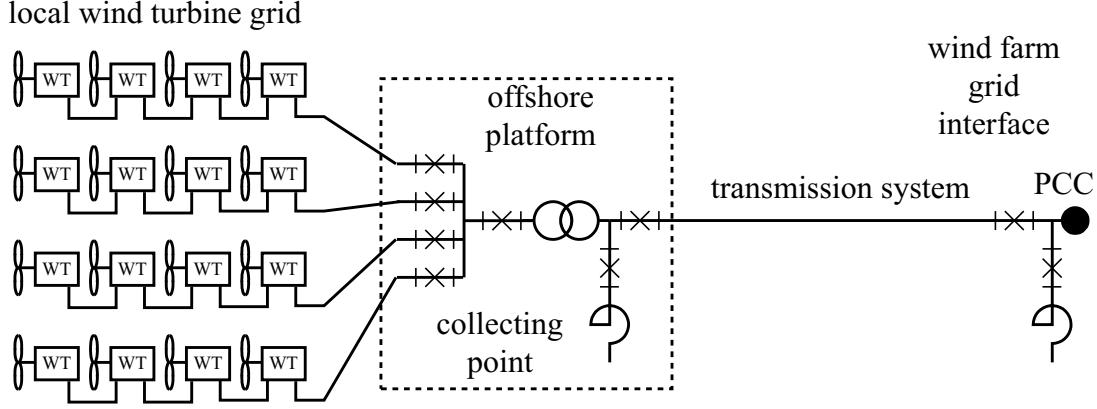 local wind turbine grid
WT WT WT WT
WT WT WT WT
WT WT WT WT
WT WT WT WT
offshore
platform
collecting
point
transmission system
wind farm
grid
interface
PCC